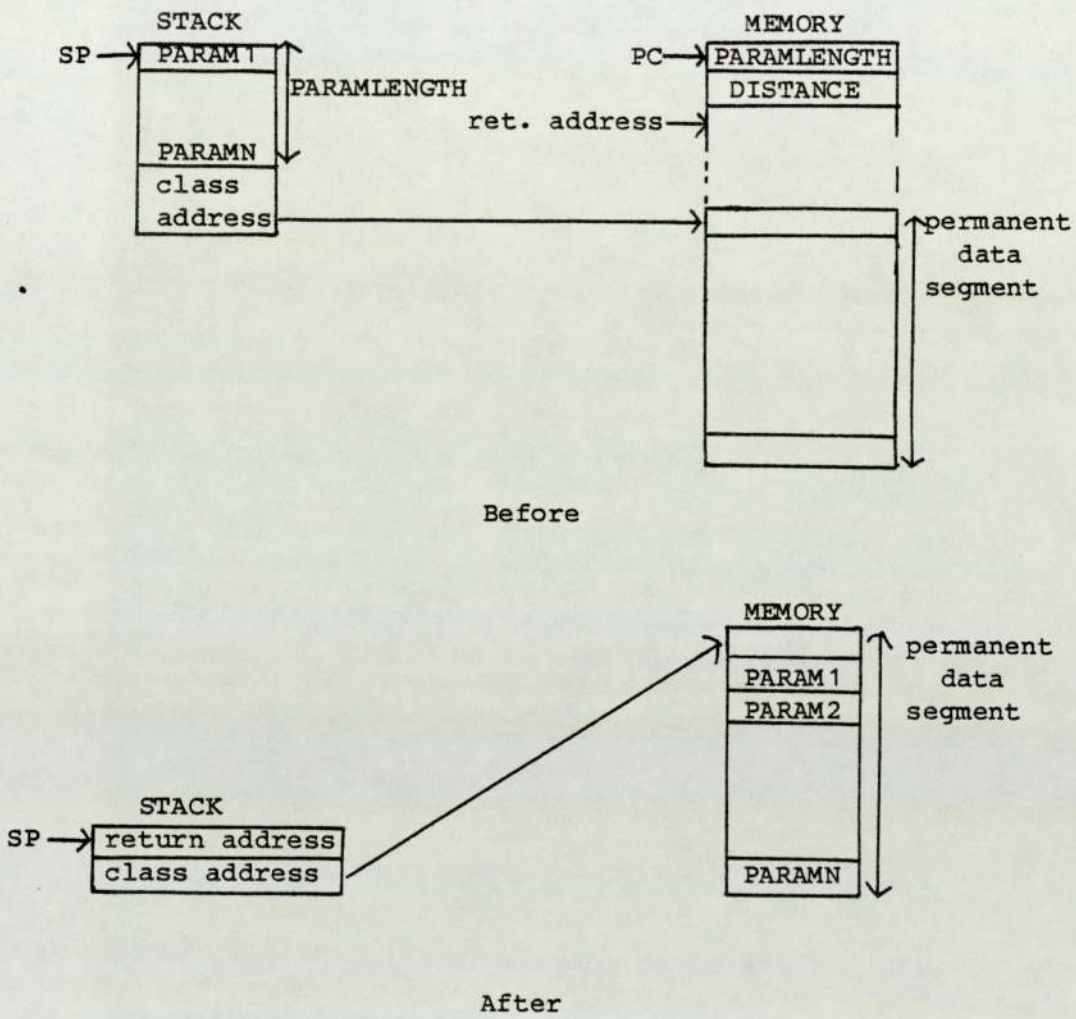 STACK
SP
PARAM1
PARAMLENGTH
PARAMN
class
address
MEMORY
PC
PARAMLENGTH
DISTANCE
ret. address
permanent
data
segment
Before
MEMORY
permanent
data
segment
PARAM1
PARAM2
PARAMN
STACK
SP
return address
class address
After